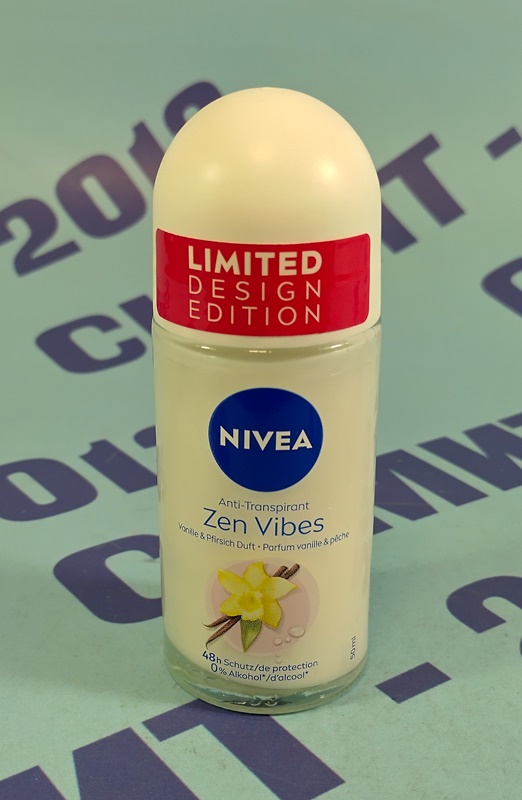 2010
LIMITED
DESIGN
EDITION
NIVEA
Anti-Transpirant
Zen Vibes
Vanille & Pfirsich Duft • Parfum vanille & pêche
48h Schutz/de protection
0% Alkohol*/d'alcool*
50 ml